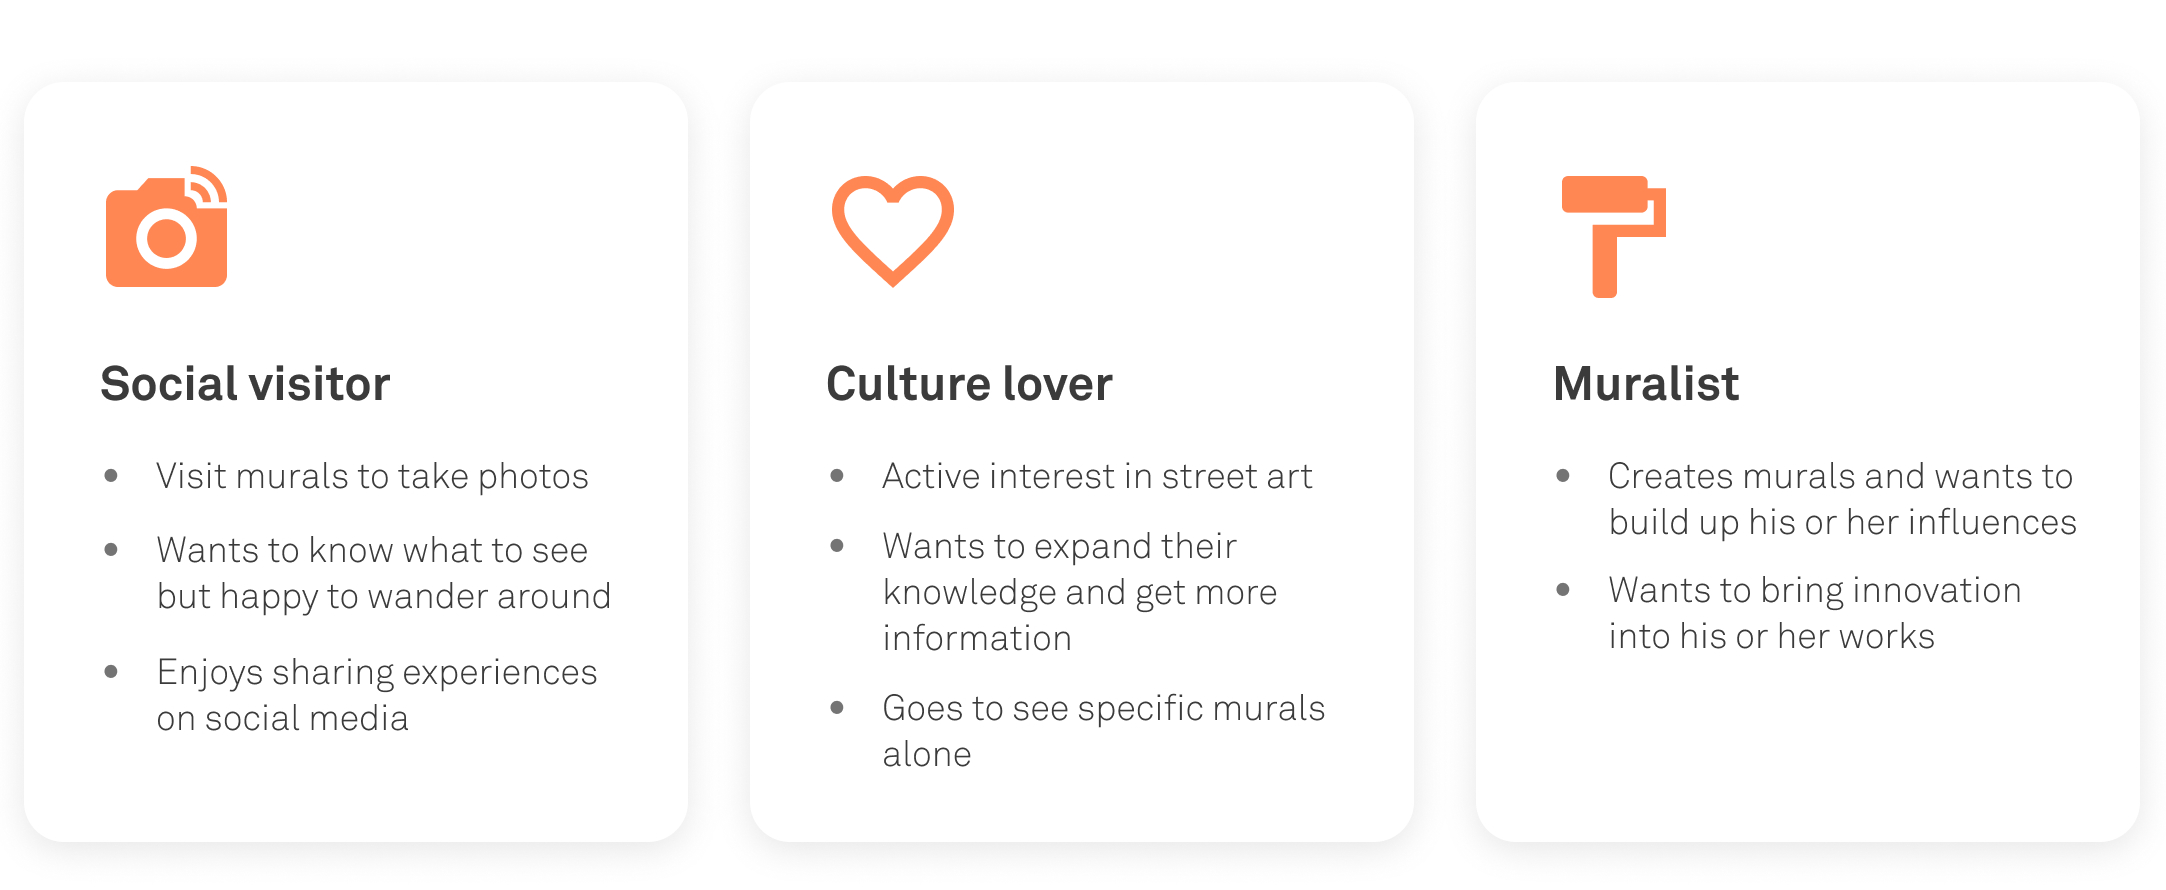 Social visitor
• Visit murals to take photos
• Wants to know what to see
but happy to wander around
• Enjoys sharing experiences
on social media
Culture lover
• Active interest in street art
• Wants to expand their
knowledge and get more
information
• Goes to see specific murals
alone
Muralist
• Creates murals and wants to
build up his or her influences
• Wants to bring innovation
into his or her works